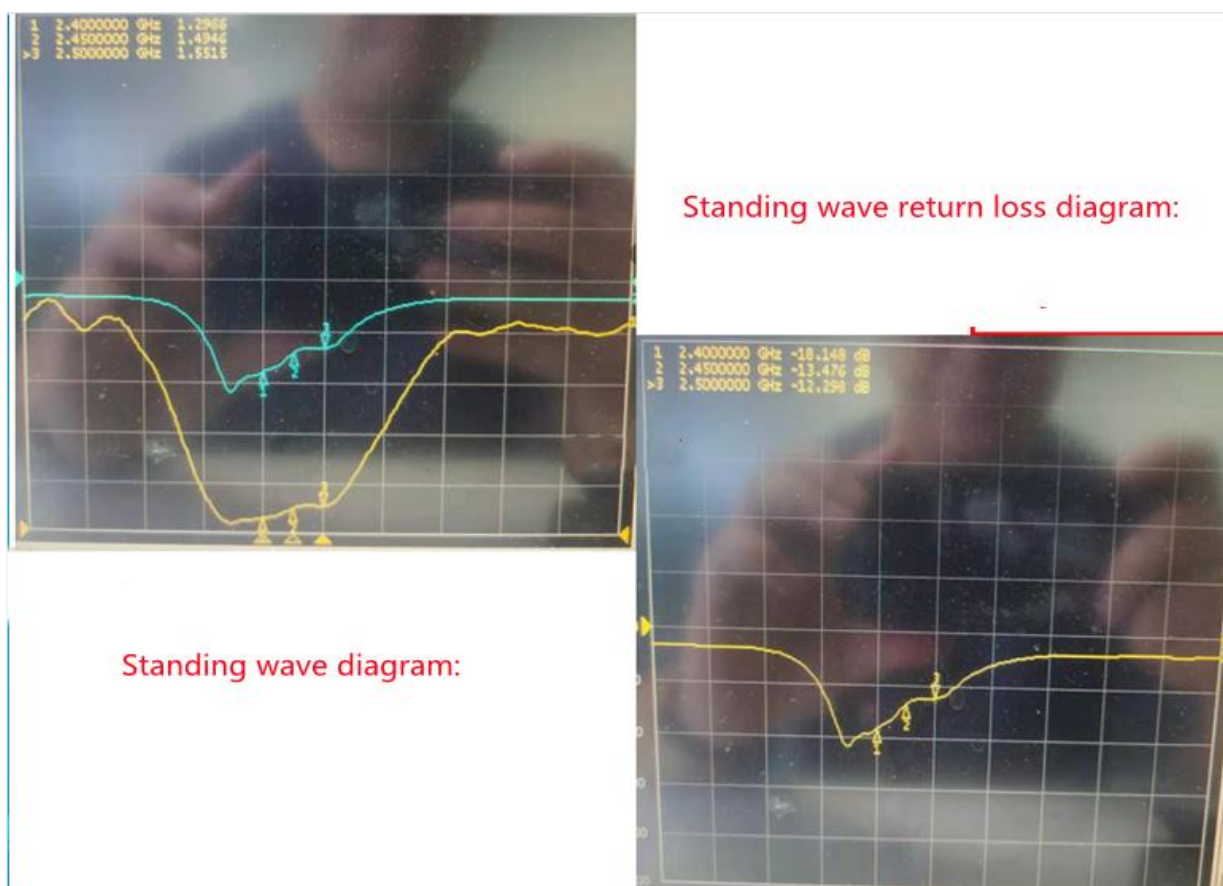 1 2.4000000 GHz 1.2966
2 2.4500000 GHz 1.4946
>3 2.5000000 GHz 1.5515
Standing wave return loss diagram:
1 2.4000000 GHz -18.148 dB
2 2.4500000 GHz -13.476 dB
>3 2.5000000 GHz -12.298 dB
Standing wave diagram: